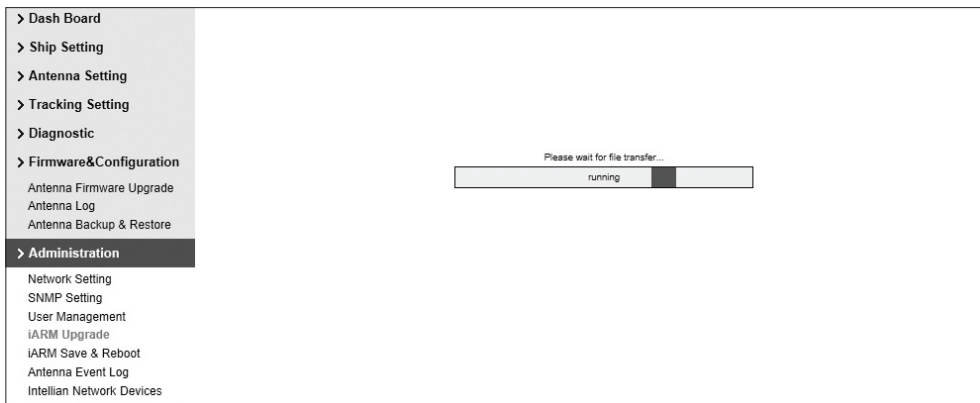 > Dash Board
> Ship Setting
> Antenna Setting
> Tracking Setting
> Diagnostic
> Firmware&Configuration
Antenna Firmware Upgrade
Antenna Log
Antenna Backup & Restore
> Administration
Network Setting
SNMP Setting
User Management
iARM Upgrade
iARM Save & Reboot
Antenna Event Log
Intellian Network Devices
Please wait for file transfer...
running